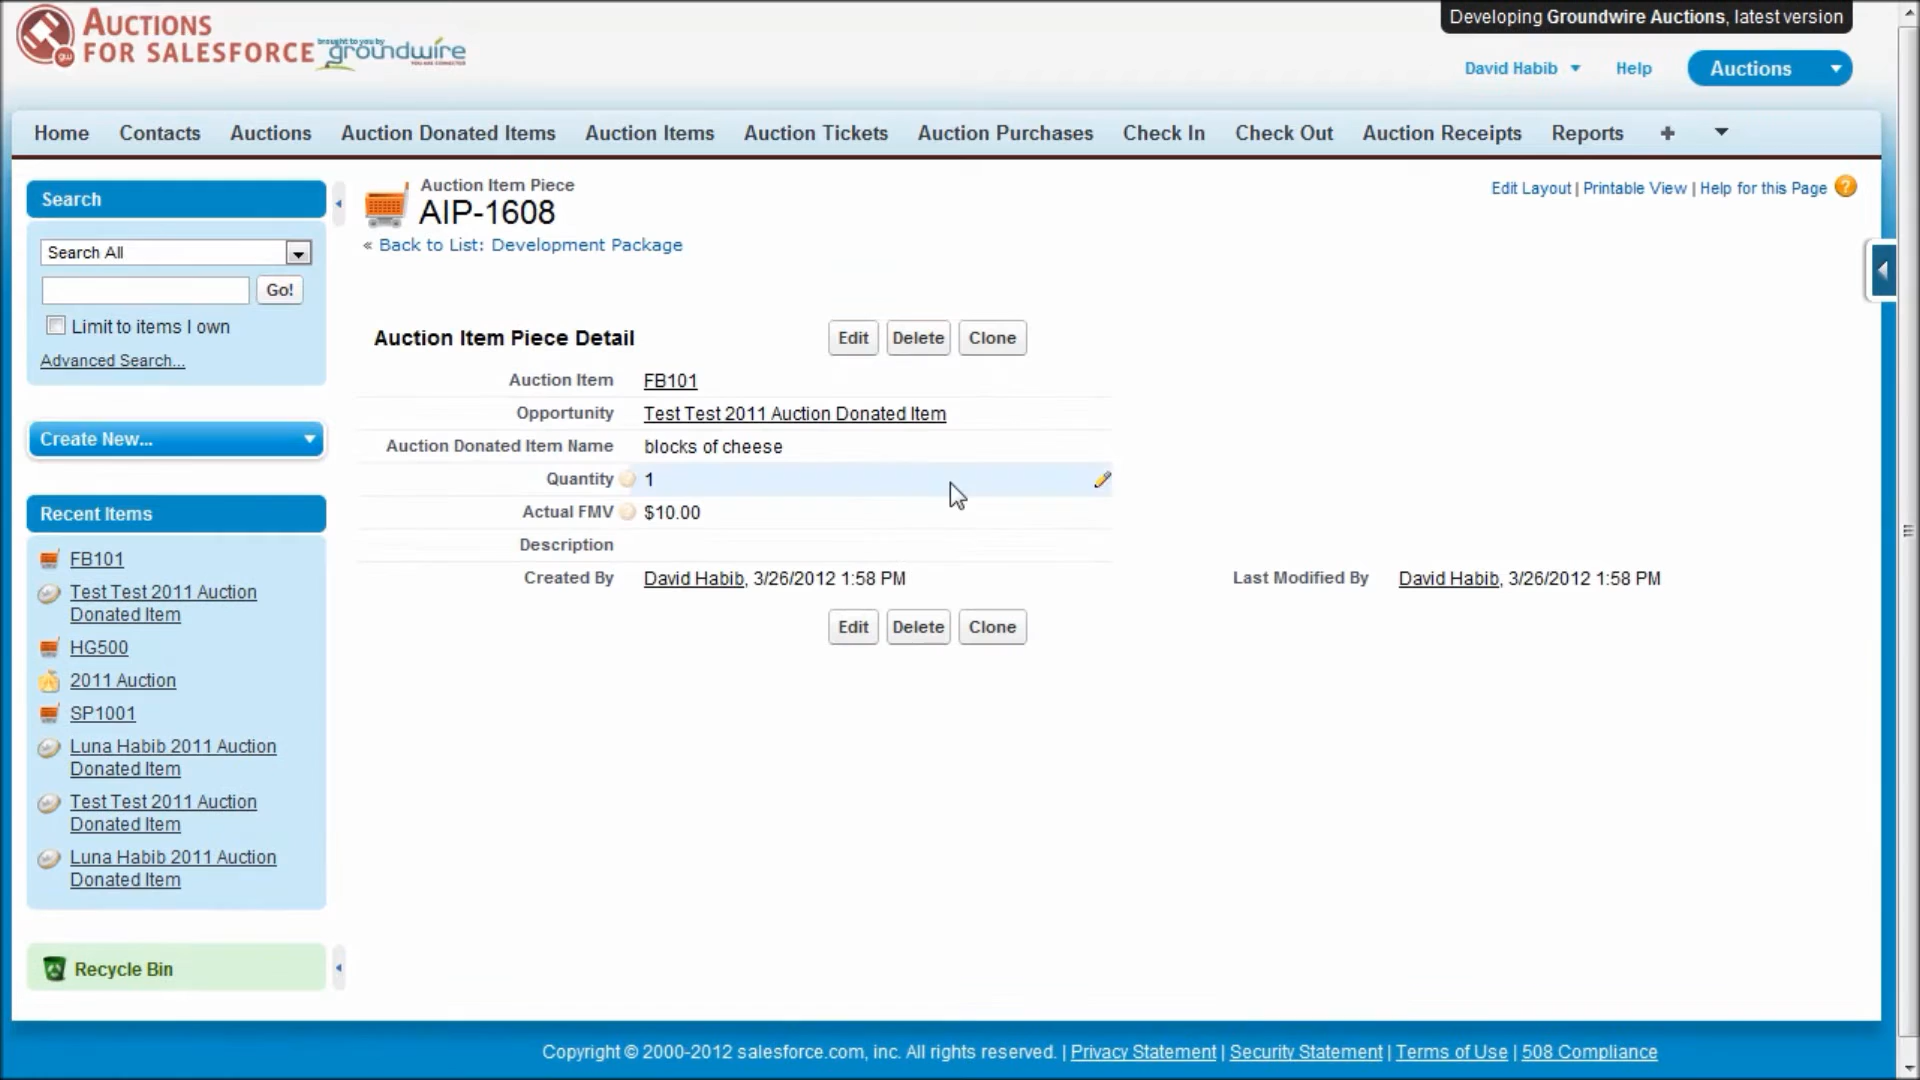 Developing Groundwire Auctions, latest version
AUCTIONS
FOR SALESFORCE
brought to you by
groundwire
YOU ARE CONNECTED
David Habib
Help
Auctions
Home
Contacts
Auctions
Auction Donated Items
Auction Items
Auction Tickets
Auction Purchases
Check In
Check Out
Auction Receipts
Reports
+
Search
Search All
Go!
Limit to items I own
Advanced Search...
Create New...
Recent Items
FB101
Test Test 2011 Auction
Donated Item
HG500
2011 Auction
SP1001
Luna Habib 2011 Auction
Donated Item
Test Test 2011 Auction
Donated Item
Luna Habib 2011 Auction
Donated Item
Recycle Bin
Auction Item Piece
AIP-1608
« Back to List: Development Package
Edit Layout | Printable View | Help for this Page ?
Auction Item Piece Detail
Edit
Delete
Clone
Auction Item FB101
Opportunity Test Test 2011 Auction Donated Item
Auction Donated Item Name blocks of cheese
Quantity 1
Actual FMV $10.00
Description
Created By David Habib, 3/26/2012 1:58 PM
Last Modified By David Habib, 3/26/2012 1:58 PM
Edit
Delete
Clone
Copyright © 2000-2012 salesforce.com, inc. All rights reserved. | Privacy Statement | Security Statement | Terms of Use | 508 Compliance